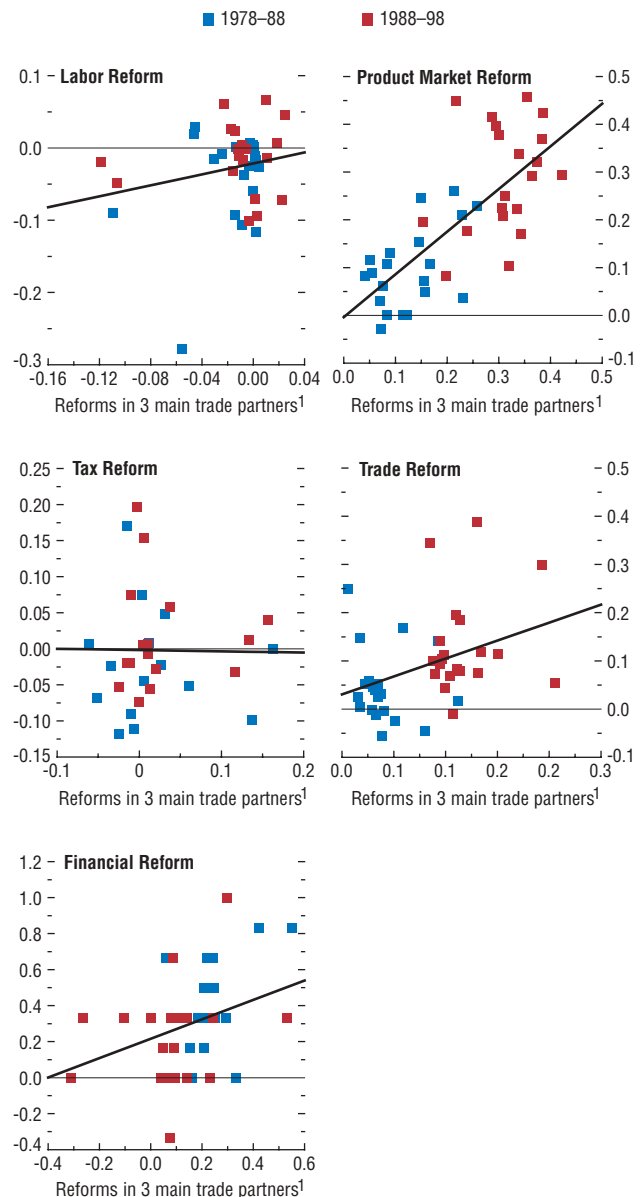 1978–88 1988–98
Labor Reform
0.1
0.0
-0.1
-0.2
-0.3
-0.16 -0.12 -0.08 -0.04 0.00 0.04
Reforms in 3 main trade partners1
Product Market Reform
0.5
0.4
0.3
0.2
0.1
0.0
-0.1
0.0 0.1 0.2 0.3 0.4 0.5
Reforms in 3 main trade partners1
Tax Reform
0.25
0.20
0.15
0.10
0.05
0.00
-0.05
-0.10
-0.15
-0.1 0 0.1 0.2
Reforms in 3 main trade partners1
Trade Reform
0.5
0.4
0.3
0.2
0.1
0.0
-0.1
0.0 0.1 0.1 0.2 0.2 0.3
Reforms in 3 main trade partners1
Financial Reform
1.2
1.0
0.8
0.6
0.4
0.2
0.0
-0.2
-0.4
-0.4 -0.2 0.0 0.2 0.4 0.6
Reforms in 3 main trade partners1